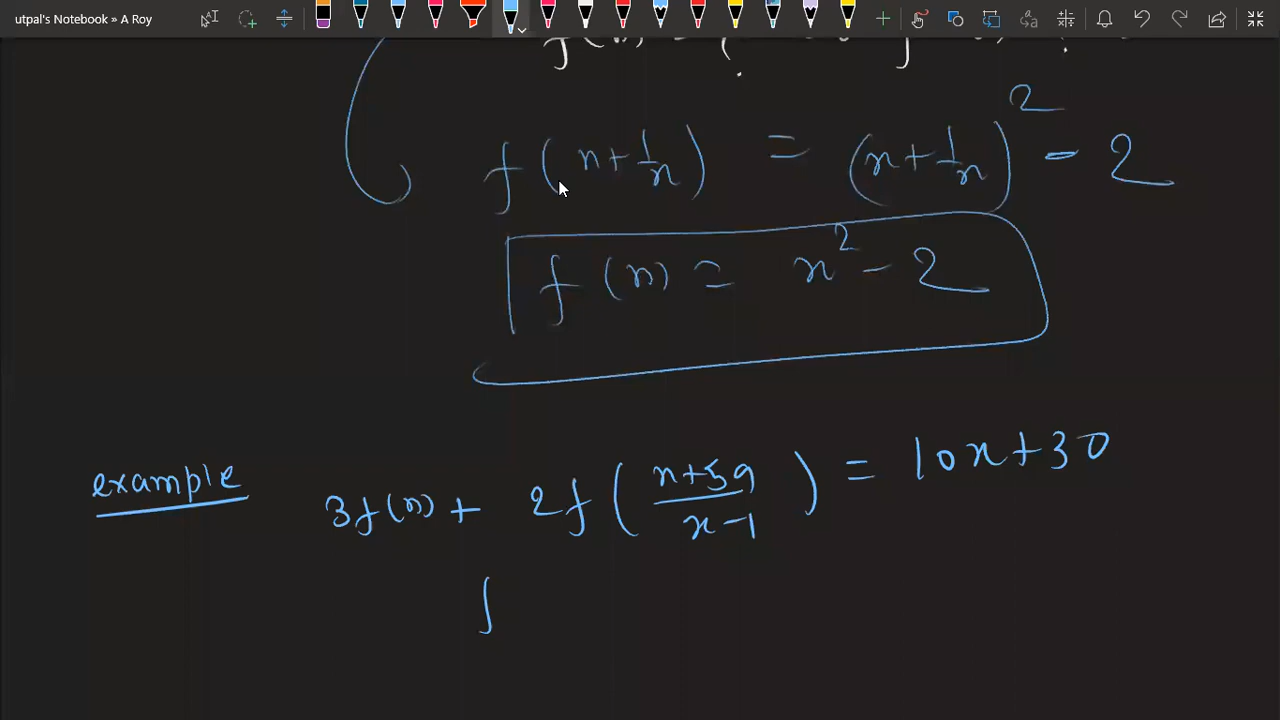 utpal's Notebook » A Roy
f(x + 1/x) = (x + 1/x)² - 2
f(x) = x² - 2
example 3f(x) + 2f((x+59)/(x-1)) = 10x+30